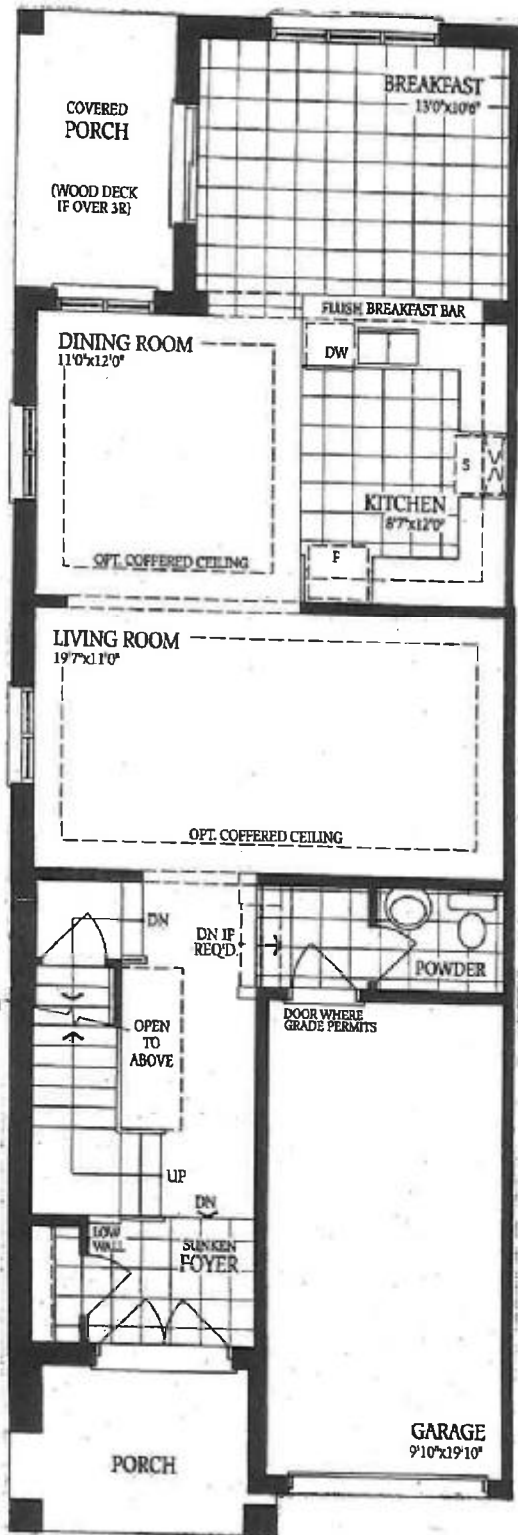 BREAKFAST
13'0"x10'6"
COVERED
PORCH
(WOOD DECK
IF OVER 3R)
FLUSH BREAKFAST BAR
DINING ROOM
11'0"x12'0"
DW
S
KITCHEN
8'7"x12'0"
F
OPT. COFFERED CEILING
LIVING ROOM
19'7"x11'0"
OPT. COFFERED CEILING
DN
DN IF
REQ'D.
POWDER
DOOR WHERE
GRADE PERMITS
OPEN
TO
ABOVE
UP
DN
LOW
WALL
SUNKEN
FOYER
GARAGE
9'10"x19'10"
PORCH